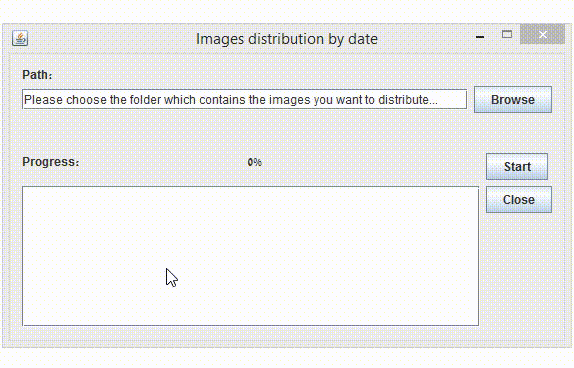 Images distribution by date
Path:
Please choose the folder which contains the images you want to distribute...
Browse
Progress:
0%
Start
Close